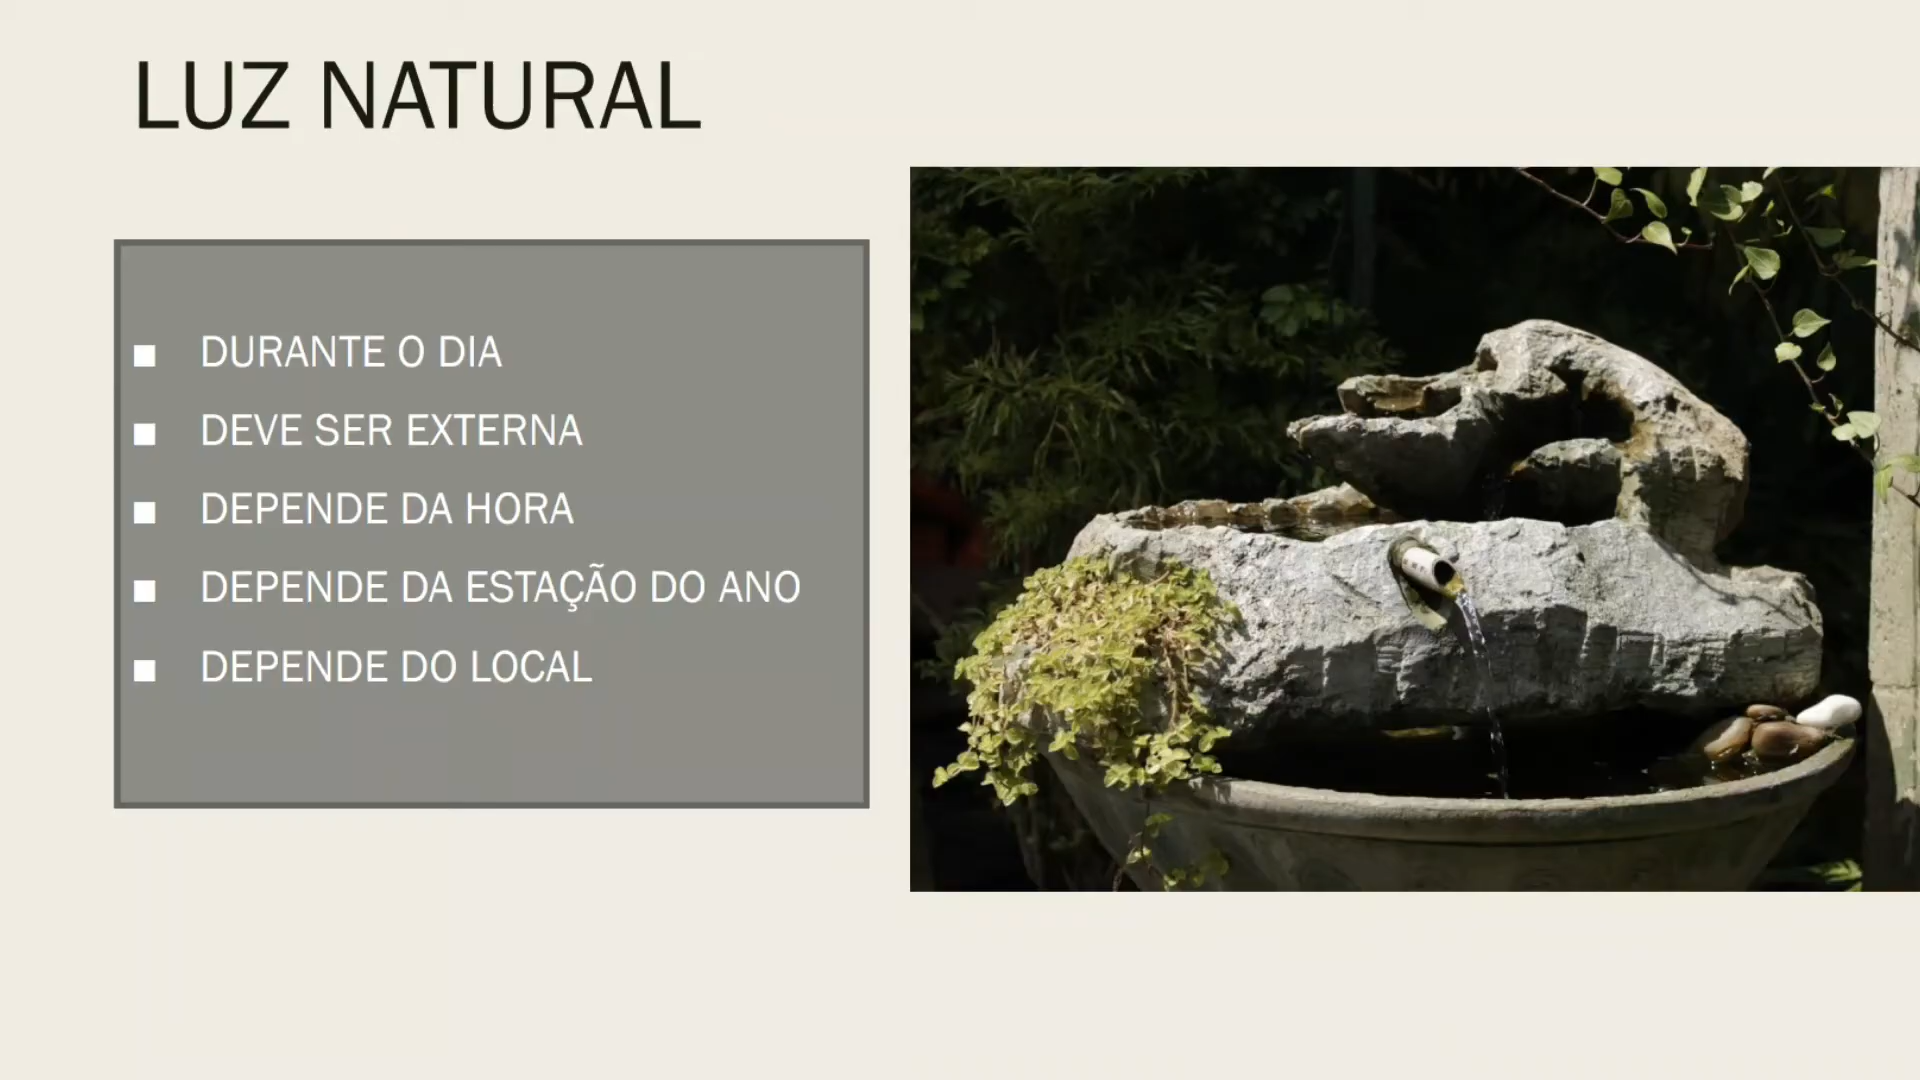 LUZ NATURAL
DURANTE O DIA
DEVE SER EXTERNA
DEPENDE DA HORA
DEPENDE DA ESTAÇÃO DO ANO
DEPENDE DO LOCAL